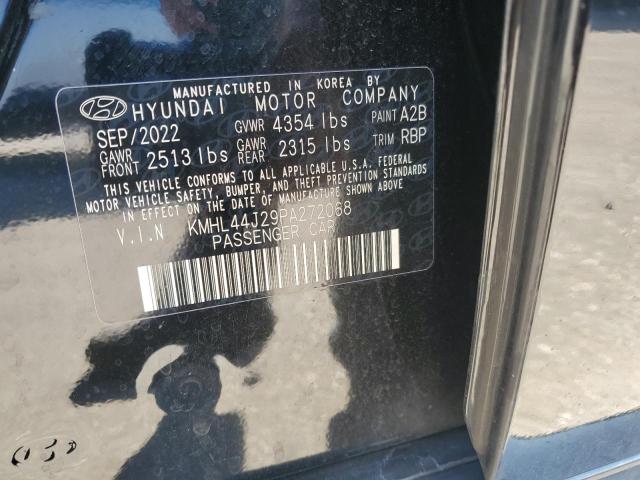 MANUFACTURED IN KOREA BY
HYUNDAI MOTOR COMPANY
SEP/2022 GVWR 4354 lbs PAINT A2B
GAWR FRONT 2513 lbs GAWR REAR 2315 lbs TRIM RBP
THIS VEHICLE CONFORMS TO ALL APPLICABLE U.S.A. FEDERAL
MOTOR VEHICLE SAFETY, BUMPER, AND THEFT PREVENTION STANDARDS
IN EFFECT ON THE DATE OF MANUFACTURE SHOWN ABOVE.
V.I.N KMHL44J29PA272068
PASSENGER CAR